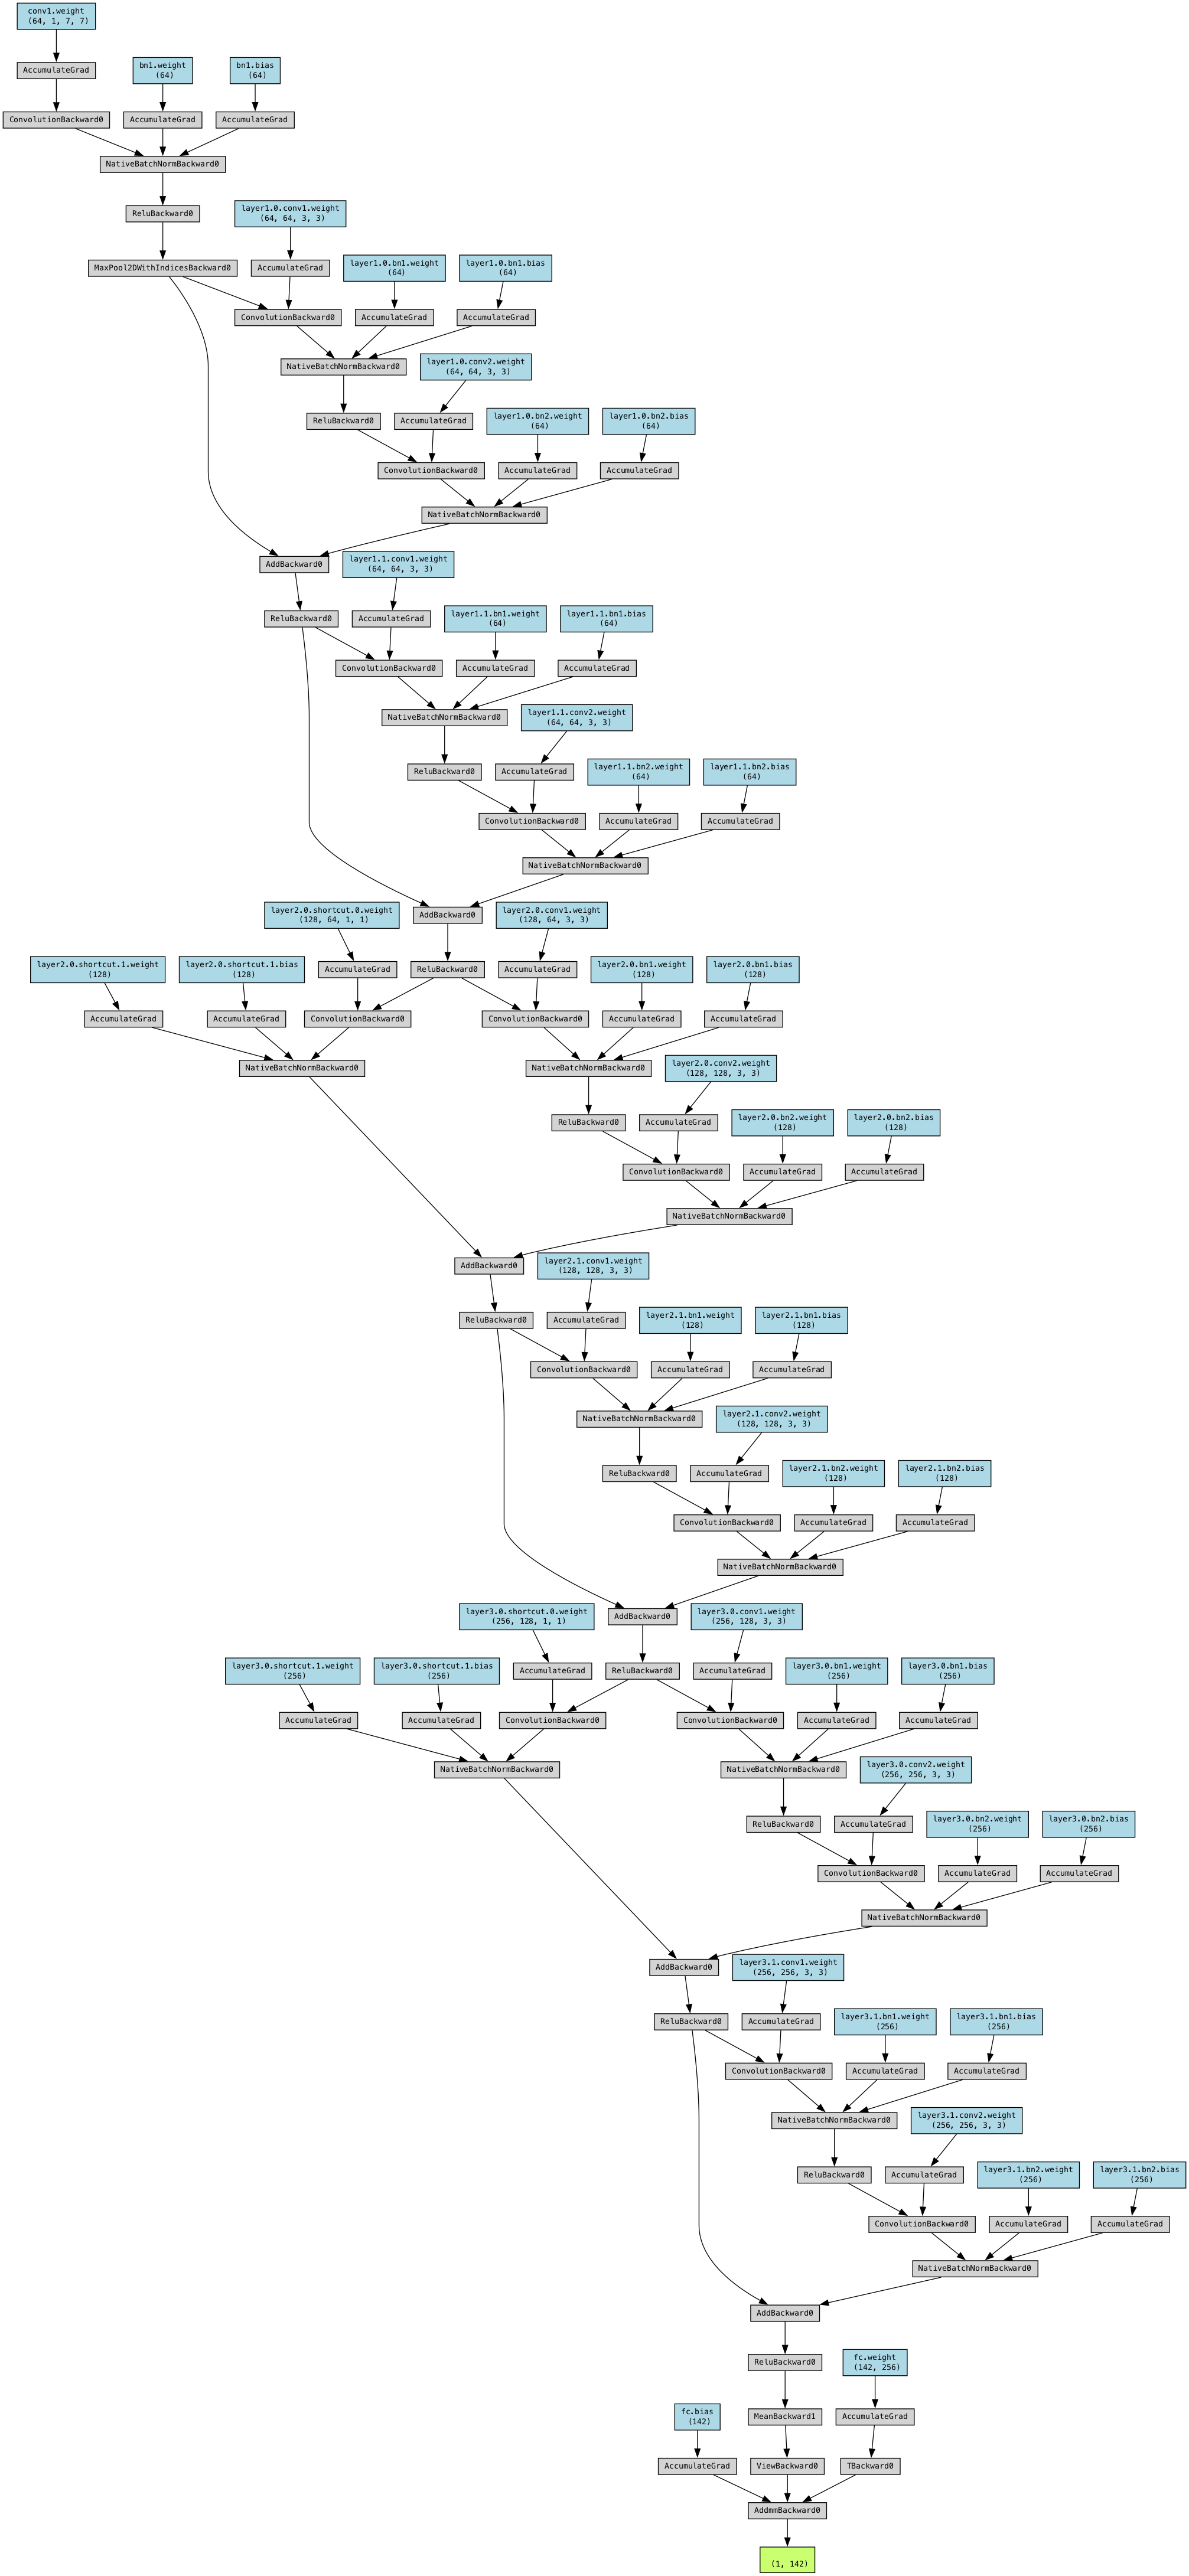 conv1.weight
(64, 1, 7, 7)
AccumulateGrad
bn1.weight
(64)
bn1.bias
(64)
ConvolutionBackward0
AccumulateGrad
AccumulateGrad
NativeBatchNormBackward0
ReluBackward0
layer1.0.conv1.weight
(64, 64, 3, 3)
MaxPool2DWithIndicesBackward0
AccumulateGrad
layer1.0.bn1.weight
(64)
layer1.0.bn1.bias
(64)
ConvolutionBackward0
AccumulateGrad
AccumulateGrad
NativeBatchNormBackward0
layer1.0.conv2.weight
(64, 64, 3, 3)
ReluBackward0
AccumulateGrad
layer1.0.bn2.weight
(64)
layer1.0.bn2.bias
(64)
ConvolutionBackward0
AccumulateGrad
AccumulateGrad
NativeBatchNormBackward0
AddBackward0
layer1.1.conv1.weight
(64, 64, 3, 3)
ReluBackward0
AccumulateGrad
layer1.1.bn1.weight
(64)
layer1.1.bn1.bias
(64)
ConvolutionBackward0
AccumulateGrad
AccumulateGrad
NativeBatchNormBackward0
layer1.1.conv2.weight
(64, 64, 3, 3)
ReluBackward0
AccumulateGrad
layer1.1.bn2.weight
(64)
layer1.1.bn2.bias
(64)
ConvolutionBackward0
AccumulateGrad
AccumulateGrad
NativeBatchNormBackward0
layer2.0.shortcut.0.weight
(128, 64, 1, 1)
AddBackward0
layer2.0.conv1.weight
(128, 64, 3, 3)
layer2.0.shortcut.1.weight
(128)
layer2.0.shortcut.1.bias
(128)
AccumulateGrad
ReluBackward0
AccumulateGrad
layer2.0.bn1.weight
(128)
layer2.0.bn1.bias
(128)
AccumulateGrad
AccumulateGrad
ConvolutionBackward0
ConvolutionBackward0
AccumulateGrad
AccumulateGrad
NativeBatchNormBackward0
NativeBatchNormBackward0
layer2.0.conv2.weight
(128, 128, 3, 3)
ReluBackward0
AccumulateGrad
layer2.0.bn2.weight
(128)
layer2.0.bn2.bias
(128)
ConvolutionBackward0
AccumulateGrad
AccumulateGrad
NativeBatchNormBackward0
AddBackward0
layer2.1.conv1.weight
(128, 128, 3, 3)
ReluBackward0
AccumulateGrad
layer2.1.bn1.weight
(128)
layer2.1.bn1.bias
(128)
ConvolutionBackward0
AccumulateGrad
AccumulateGrad
NativeBatchNormBackward0
layer2.1.conv2.weight
(128, 128, 3, 3)
ReluBackward0
AccumulateGrad
layer2.1.bn2.weight
(128)
layer2.1.bn2.bias
(128)
ConvolutionBackward0
AccumulateGrad
AccumulateGrad
NativeBatchNormBackward0
layer3.0.shortcut.0.weight
(256, 128, 1, 1)
AddBackward0
layer3.0.conv1.weight
(256, 128, 3, 3)
layer3.0.shortcut.1.weight
(256)
layer3.0.shortcut.1.bias
(256)
AccumulateGrad
ReluBackward0
AccumulateGrad
layer3.0.bn1.weight
(256)
layer3.0.bn1.bias
(256)
AccumulateGrad
AccumulateGrad
ConvolutionBackward0
ConvolutionBackward0
AccumulateGrad
AccumulateGrad
NativeBatchNormBackward0
NativeBatchNormBackward0
layer3.0.conv2.weight
(256, 256, 3, 3)
ReluBackward0
AccumulateGrad
layer3.0.bn2.weight
(256)
layer3.0.bn2.bias
(256)
ConvolutionBackward0
AccumulateGrad
AccumulateGrad
NativeBatchNormBackward0
AddBackward0
layer3.1.conv1.weight
(256, 256, 3, 3)
ReluBackward0
AccumulateGrad
layer3.1.bn1.weight
(256)
layer3.1.bn1.bias
(256)
ConvolutionBackward0
AccumulateGrad
AccumulateGrad
NativeBatchNormBackward0
layer3.1.conv2.weight
(256, 256, 3, 3)
ReluBackward0
AccumulateGrad
layer3.1.bn2.weight
(256)
layer3.1.bn2.bias
(256)
ConvolutionBackward0
AccumulateGrad
AccumulateGrad
NativeBatchNormBackward0
AddBackward0
ReluBackward0
fc.weight
(142, 256)
fc.bias
(142)
MeanBackward1
AccumulateGrad
AccumulateGrad
ViewBackward0
TBackward0
AddmmBackward0
(1, 142)